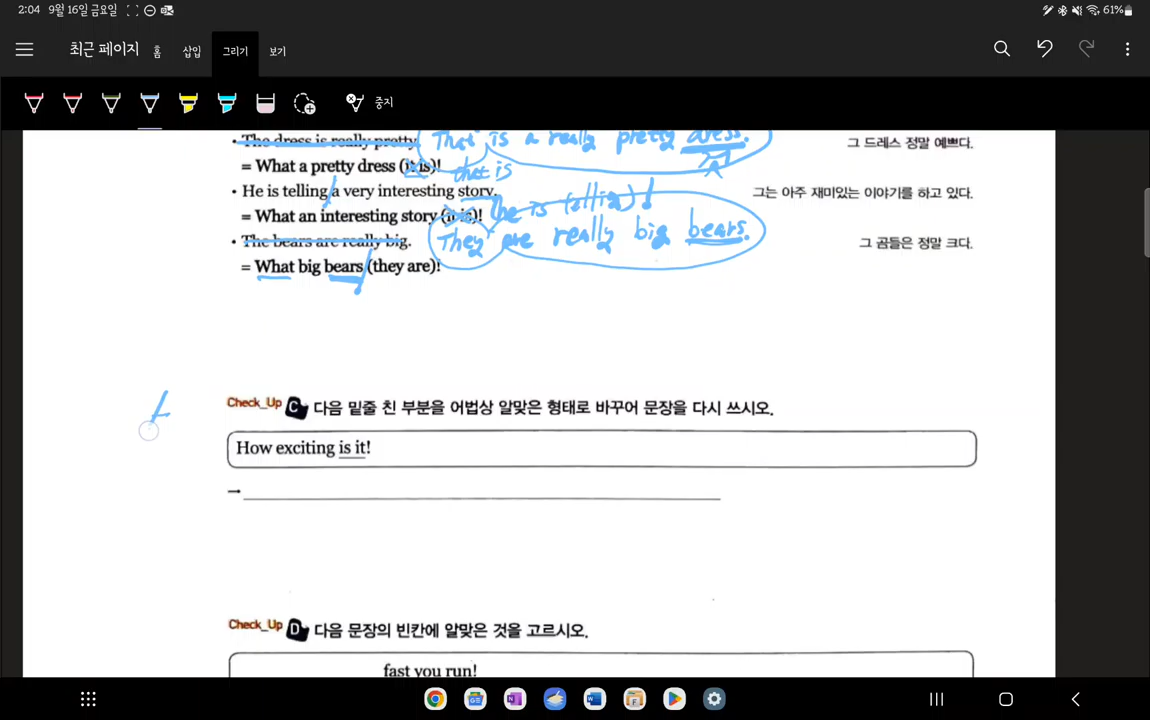 2:04 9월 16일 금요일 61%
최근 페이지 홈 삽입 그리기 보기
중지
• The dress is really pretty That is a really pretty dress. 그 드레스 정말 예쁘다.
= What a pretty dress (it is)! that is
• He is telling a very interesting story. 그는 아주 재미있는 이야기를 하고 있다.
= What an interesting story (it is)! he is (telling)!
• The bears are really big. They are really big bears. 그 곰들은 정말 크다.
= What big bears (they are)!
Check_Up C 다음 밑줄 친 부분을 어법상 알맞은 형태로 바꾸어 문장을 다시 쓰시오.
How exciting is it!
→
Check_Up D 다음 문장의 빈칸에 알맞은 것을 고르시오.
fast you run!